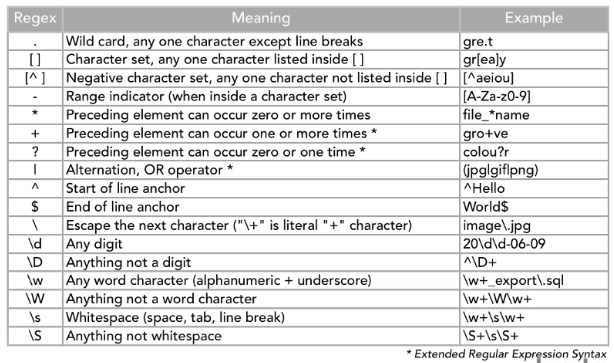 Regex Meaning Example
. Wild card, any one character except line breaks gre.t
[ ] Character set, any one character listed inside [ ] gr[ea]y
[^ ] Negative character set, any one character not listed inside [ ] [^aeiou]
- Range indicator (when inside a character set) [A-Za-z0-9]
* Preceding element can occur zero or more times file_*name
+ Preceding element can occur one or more times * gro+ve
? Preceding element can occur zero or one time * colou?r
| Alternation, OR operator * (jpg|gif|png)
^ Start of line anchor ^Hello
$ End of line anchor World$
\ Escape the next character ("\+" is literal "+" character) image\.jpg
\d Any digit 20\d\d-06-09
\D Anything not a digit ^\D+
\w Any word character (alphanumeric + underscore) \w+_export\.sql
\W Anything not a word character \w+\W\w+
\s Whitespace (space, tab, line break) \w+\s\w+
\S Anything not whitespace \S+\s\S+
* Extended Regular Expression Syntax